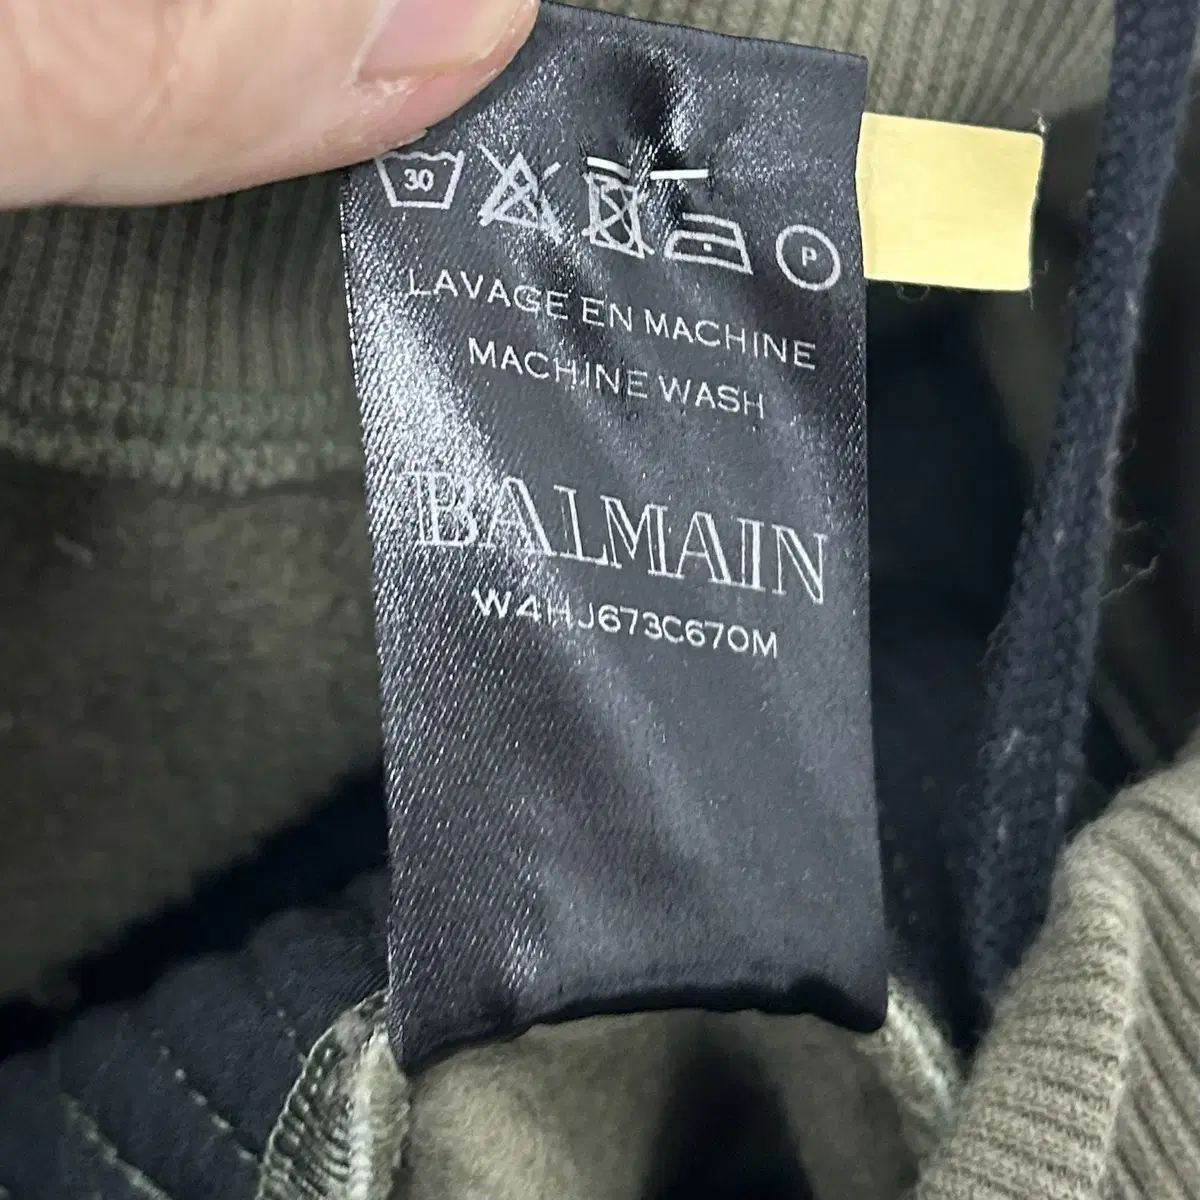 30
P
LAVAGE EN MACHINE
MACHINE WASH
BALMAIN
W4HJ673C670M